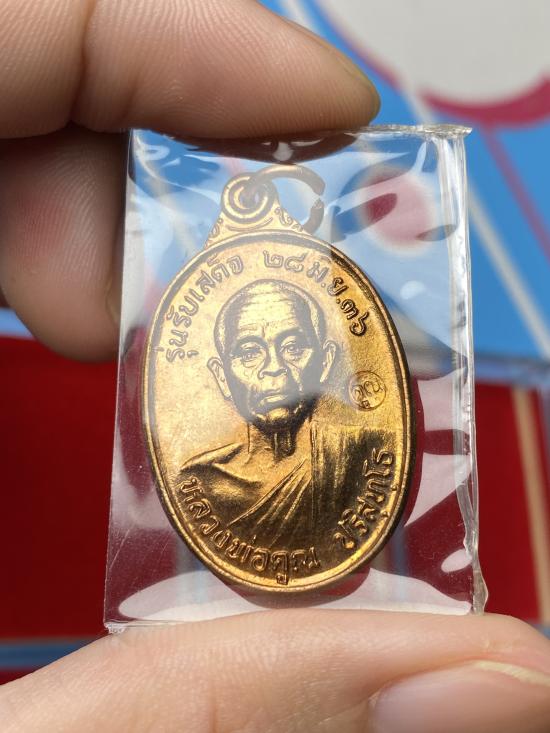 รุ่นรับเสด็จ ๒๘ มิ.ย.๓๖
คูณ
หลวงพ่อคูณ ปริสุทฺโธ